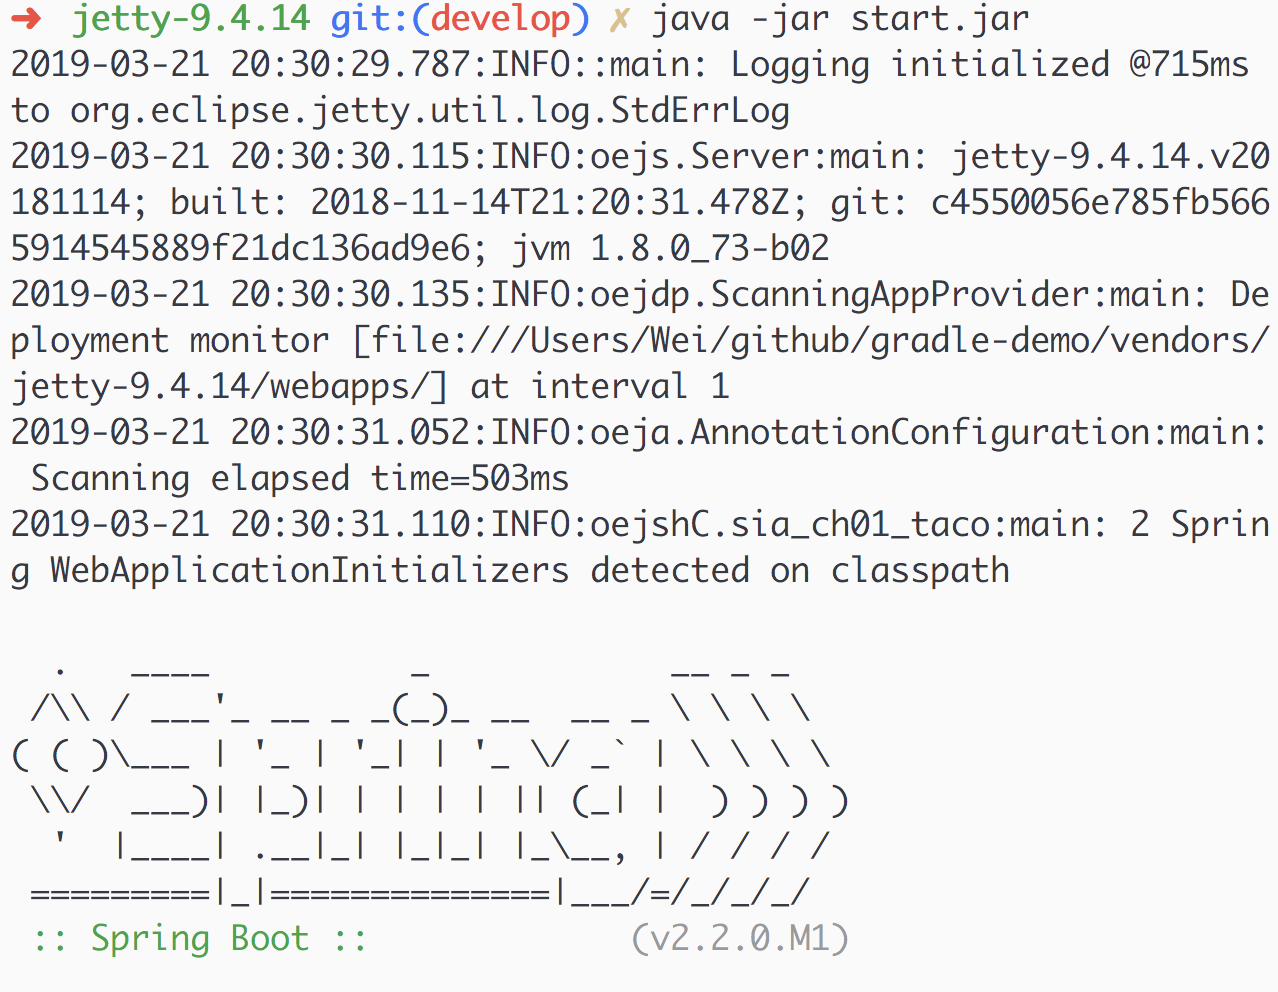 ➜  jetty-9.4.14 git:(develop) ✗ java -jar start.jar
2019-03-21 20:30:29.787:INFO::main: Logging initialized @715ms
to org.eclipse.jetty.util.log.StdErrLog
2019-03-21 20:30:30.115:INFO:oejs.Server:main: jetty-9.4.14.v20
181114; built: 2018-11-14T21:20:31.478Z; git: c4550056e785fb566
5914545889f21dc136ad9e6; jvm 1.8.0_73-b02
2019-03-21 20:30:30.135:INFO:oejdp.ScanningAppProvider:main: De
ployment monitor [file:///Users/Wei/github/gradle-demo/vendors/
jetty-9.4.14/webapps/] at interval 1
2019-03-21 20:30:31.052:INFO:oeja.AnnotationConfiguration:main:
 Scanning elapsed time=503ms
2019-03-21 20:30:31.110:INFO:oejshC.sia_ch01_taco:main: 2 Sprin
g WebApplicationInitializers detected on classpath

  .   ____          _            __ _ _
 /\\ / ___'_ __ _ _(_)_ __  __ _ \ \ \ \
( ( )\___ | '_ | '_| | '_ \/ _` | \ \ \ \
 \\/  ___)| |_)| | | | | || (_| |  ) ) ) )
  '  |____| .__|_| |_|_| |_\__, | / / / /
 =========|_|==============|___/=/_/_/_/
 :: Spring Boot ::             (v2.2.0.M1)